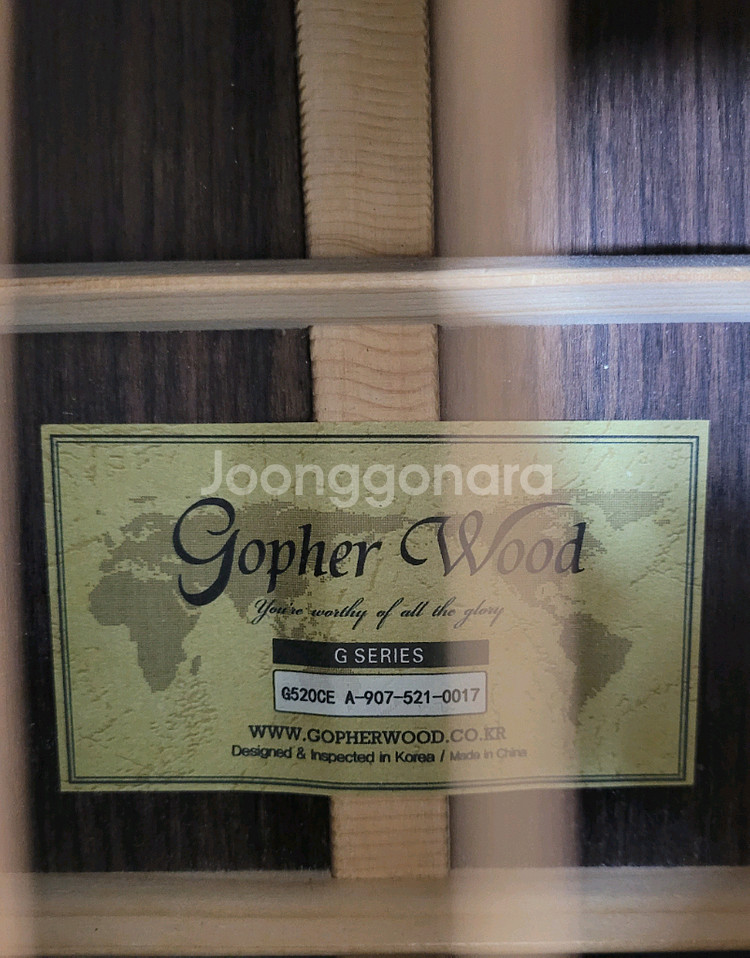 Joonggonara
Gopher Wood
You're worthy of all the glory
G SERIES
G520CE A-907-521-0017
WWW.GOPHERWOOD.CO.KR
Designed & Inspected in Korea / Made in China